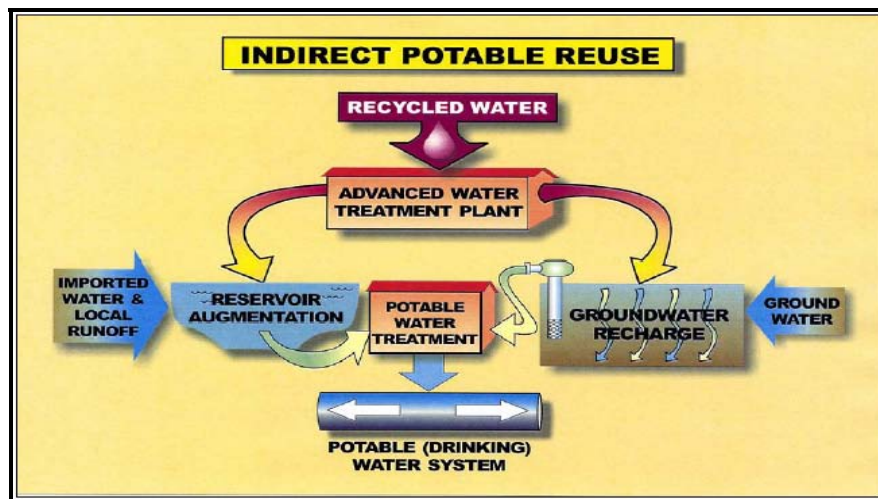 INDIRECT POTABLE REUSE
RECYCLED WATER
ADVANCED WATER
TREATMENT PLANT
IMPORTED
WATER &
LOCAL
RUNOFF
RESERVOIR
AUGMENTATION
POTABLE
WATER
TREATMENT
GROUNDWATER
RECHARGE
GROUND
WATER
POTABLE (DRINKING)
WATER SYSTEM